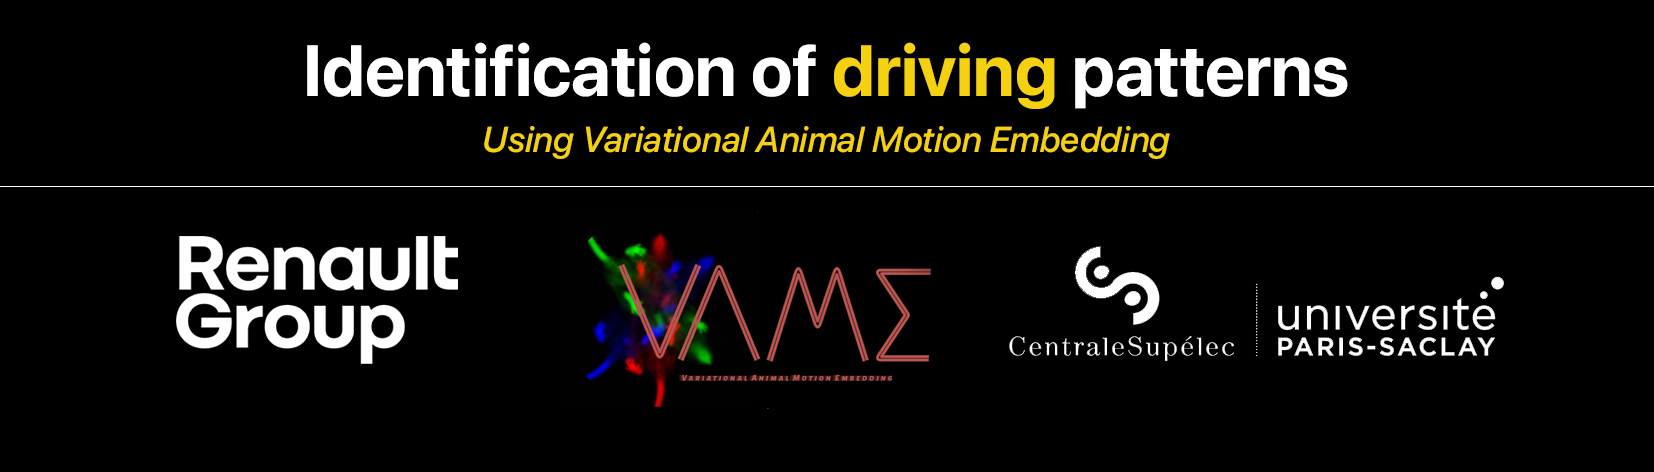 Identification of driving patterns
Using Variational Animal Motion Embedding
Renault
Group
VAME
Variational Animal Motion Embedding
CentraleSupélec
université
PARIS-SACLAY